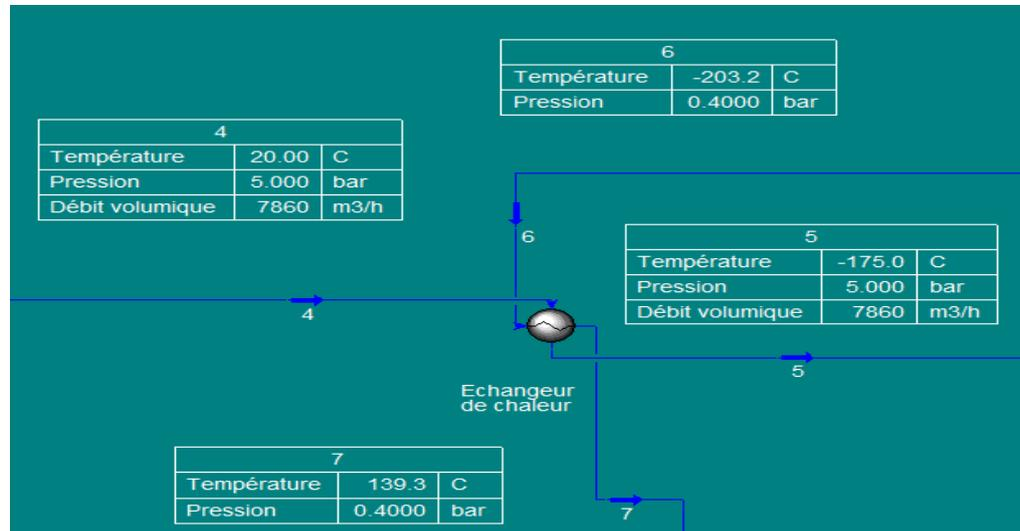 6
Température -203.2 C
Pression 0.4000 bar
4
Température 20.00 C
Pression 5.000 bar
Débit volumique 7860 m3/h
6
5
Température -175.0 C
Pression 5.000 bar
Débit volumique 7860 m3/h
4
5
Echangeur
de chaleur
7
Température 139.3 C
Pression 0.4000 bar
7